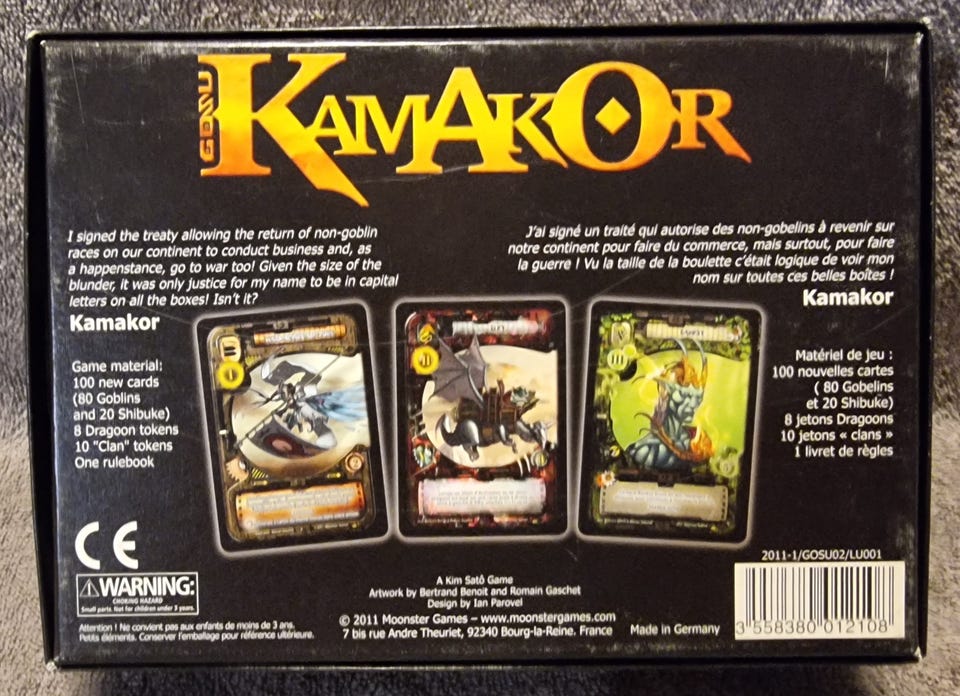 GOSU
KAMAKOR
I signed the treaty allowing the return of non-goblin
races on our continent to conduct business and, as
a happenstance, go to war too! Given the size of the
blunder, it was only justice for my name to be in capital
letters on all the boxes! Isn't it?
Kamakor
J'ai signé un traité qui autorise des non-gobelins à revenir sur
notre continent pour faire du commerce, mais surtout, pour faire
la guerre ! Vu la taille de la boulette c'était logique de voir mon
nom sur toutes ces belles boîtes !
Kamakor
Game material:
100 new cards
(80 Goblins
and 20 Shibuke)
8 Dragoon tokens
10 "Clan" tokens
One rulebook
II
I
II
III
Matériel de jeu :
100 nouvelles cartes
( 80 Gobelins
et 20 Shibuke)
8 jetons Dragoons
10 jetons « clans »
1 livret de règles
CE
WARNING:
CHOKING HAZARD
Small parts. Not for children under 3 years.
Attention ! Ne convient pas aux enfants de moins de 3 ans.
Petits éléments. Conserver l'emballage pour référence ultérieure.
A Kim Satô Game
Artwork by Bertrand Benoit and Romain Gaschet
Design by Ian Parovel
© 2011 Moonster Games – www.moonstergames.com
7 bis rue Andre Theuriet, 92340 Bourg-la-Reine. France
Made in Germany
2011-1/GOSU02/LU001
3 558380 012108